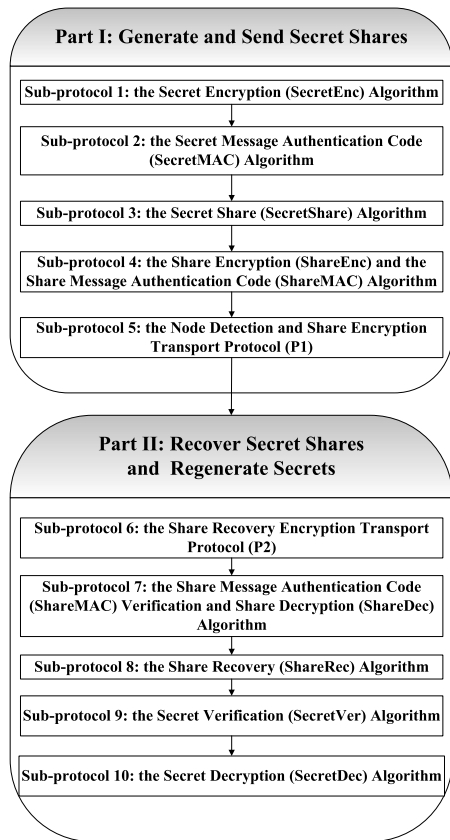 Part I: Generate and Send Secret Shares
Sub-protocol 1: the Secret Encryption (SecretEnc) Algorithm
Sub-protocol 2: the Secret Message Authentication Code
(SecretMAC) Algorithm
Sub-protocol 3: the Secret Share (SecretShare) Algorithm
Sub-protocol 4: the Share Encryption (ShareEnc) and the
Share Message Authentication Code (ShareMAC) Algorithm
Sub-protocol 5: the Node Detection and Share Encryption
Transport Protocol (P1)
Part II: Recover Secret Shares
and Regenerate Secrets
Sub-protocol 6: the Share Recovery Encryption Transport
Protocol (P2)
Sub-protocol 7: the Share Message Authentication Code
(ShareMAC) Verification and Share Decryption (ShareDec)
Algorithm
Sub-protocol 8: the Share Recovery (ShareRec) Algorithm
Sub-protocol 9: the Secret Verification (SecretVer) Algorithm
Sub-protocol 10: the Secret Decryption (SecretDec) Algorithm